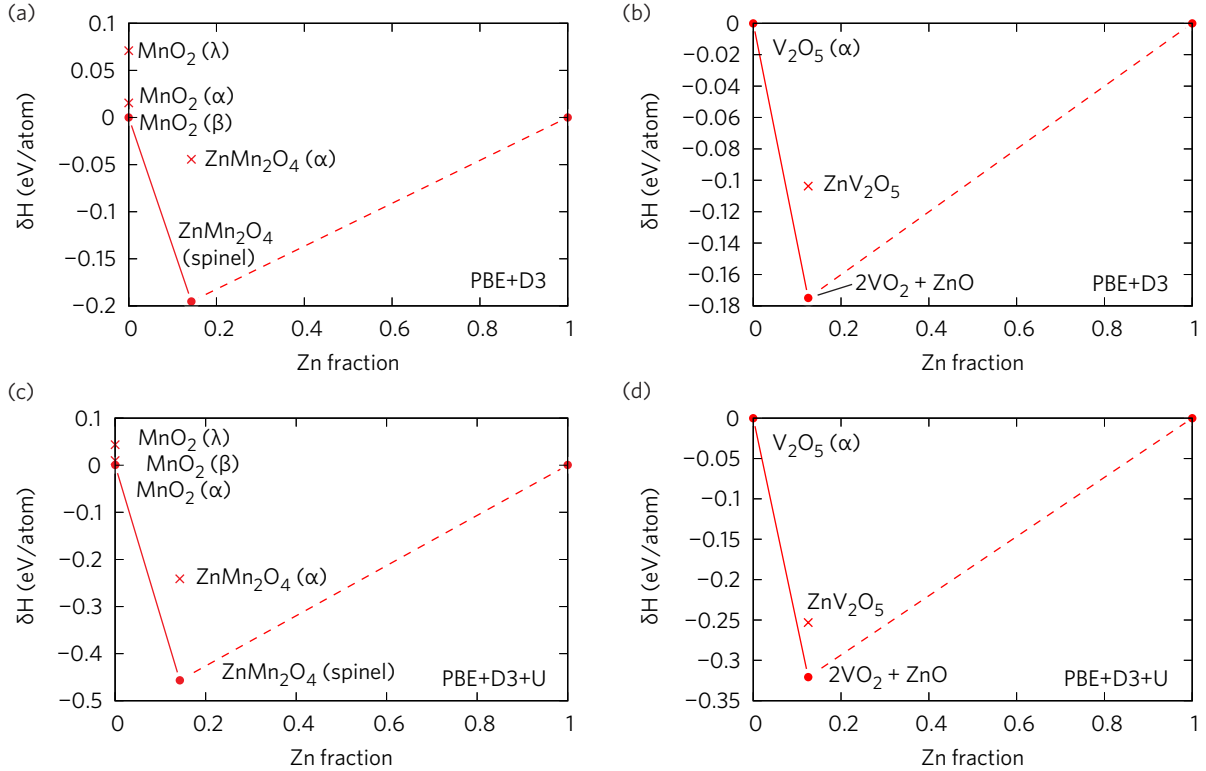 (a)
0.1
0.05
0
−0.05
−0.1
−0.15
−0.2
δH (eV/atom)
MnO₂ (λ)
MnO₂ (α)
MnO₂ (β)
ZnMn₂O₄ (α)
ZnMn₂O₄
(spinel)
PBE+D3
0 0.2 0.4 0.6 0.8 1
Zn fraction
(b)
0
−0.02
−0.04
−0.06
−0.08
−0.1
−0.12
−0.14
−0.16
−0.18
δH (eV/atom)
V₂O₅ (α)
ZnV₂O₅
2VO₂ + ZnO
PBE+D3
0 0.2 0.4 0.6 0.8 1
Zn fraction
(c)
0.1
0
−0.1
−0.2
−0.3
−0.4
−0.5
δH (eV/atom)
MnO₂ (λ)
MnO₂ (β)
MnO₂ (α)
ZnMn₂O₄ (α)
ZnMn₂O₄ (spinel)
PBE+D3+U
0 0.2 0.4 0.6 0.8 1
Zn fraction
(d)
0
−0.05
−0.1
−0.15
−0.2
−0.25
−0.3
−0.35
δH (eV/atom)
V₂O₅ (α)
ZnV₂O₅
2VO₂ + ZnO
PBE+D3+U
0 0.2 0.4 0.6 0.8 1
Zn fraction